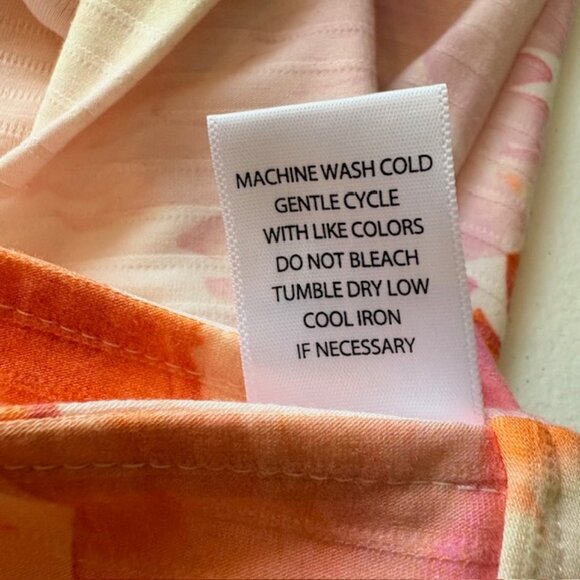 MACHINE WASH COLD
GENTLE CYCLE
WITH LIKE COLORS
DO NOT BLEACH
TUMBLE DRY LOW
COOL IRON
IF NECESSARY